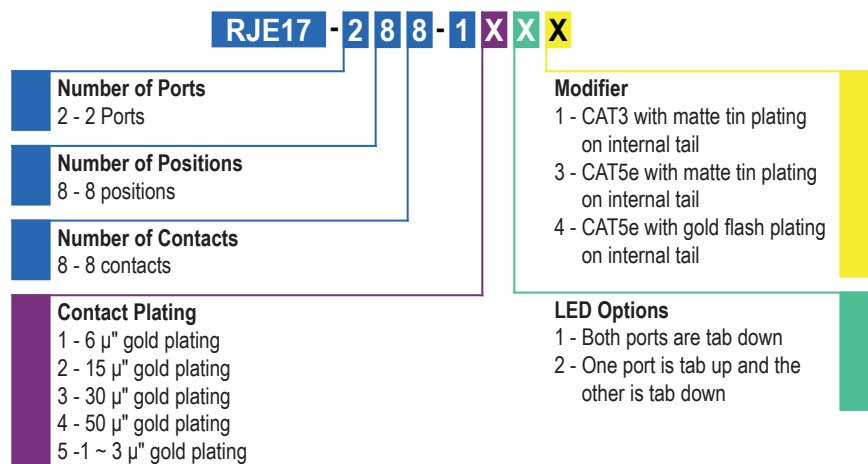 RJE17 - 2 8 8 - 1 X X X
Number of Ports
2 - 2 Ports
Number of Positions
8 - 8 positions
Number of Contacts
8 - 8 contacts
Contact Plating
1 - 6 µ" gold plating
2 - 15 µ" gold plating
3 - 30 µ" gold plating
4 - 50 µ" gold plating
5 -1 ~ 3 µ" gold plating
Modifier
1 - CAT3 with matte tin plating
on internal tail
3 - CAT5e with matte tin plating
on internal tail
4 - CAT5e with gold flash plating
on internal tail
LED Options
1 - Both ports are tab down
2 - One port is tab up and the
other is tab down